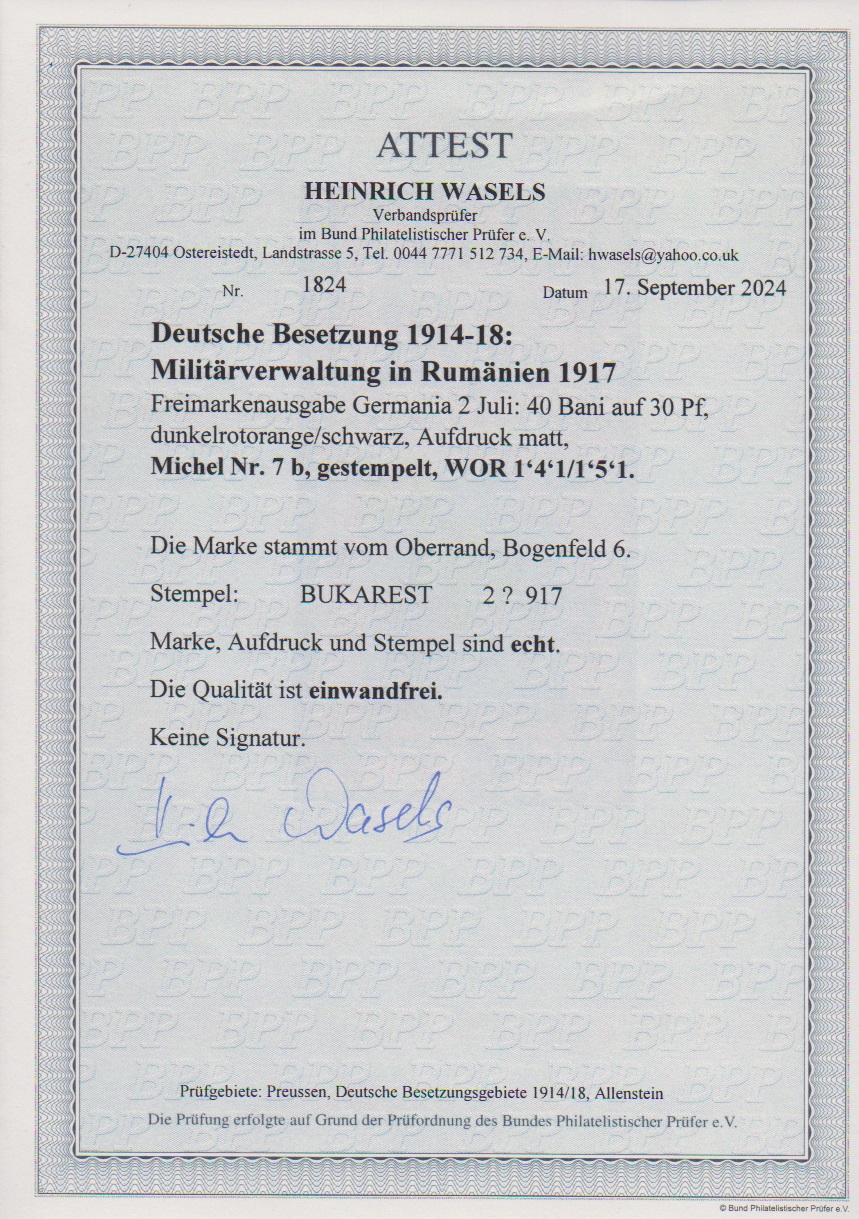 ATTEST
HEINRICH WASELS
Verbandsprüfer
im Bund Philatelistischer Prüfer e. V.
D-27404 Ostereistedt, Landstrasse 5, Tel. 0044 7771 512 734, E-Mail: hwasels@yahoo.co.uk
Nr. 1824 Datum 17. September 2024
Deutsche Besetzung 1914-18:
Militärverwaltung in Rumänien 1917
Freimarkenausgabe Germania 2 Juli: 40 Bani auf 30 Pf,
dunkelrotorange/schwarz, Aufdruck matt,
Michel Nr. 7 b, gestempelt, WOR 1‘4‘1/1‘5‘1.
Die Marke stammt vom Oberrand, Bogenfeld 6.
Stempel: BUKAREST 2 ? 917
Marke, Aufdruck und Stempel sind echt.
Die Qualität ist einwandfrei.
Keine Signatur.
Wasels
Prüfgebiete: Preussen, Deutsche Besetzungsgebiete 1914/18, Allenstein
Die Prüfung erfolgte auf Grund der Prüfordnung des Bundes Philatelistischer Prüfer e.V.
© Bund Philatelistischer Prüfer e.V.